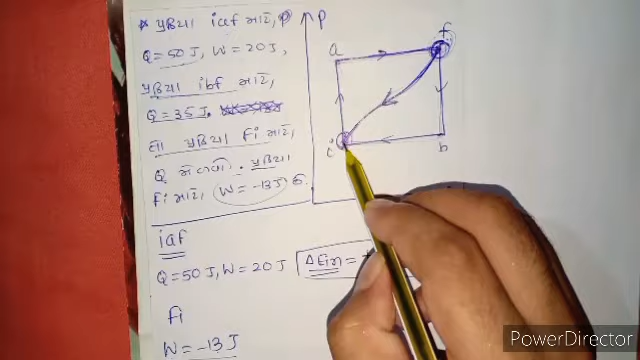 * પ્રક્રિયા iaf માટે,
Q = 50 J, W = 20 J,
પ્રક્રિયા ibf માટે,
Q = 35 J.
તો પ્રક્રિયા fi માટે,
Q મેળવો. પ્રક્રિયા
fi માટે, W = -13 J છે.
P
a
f
i
b
iaf
Q = 50 J, W = 20 J
ΔEin =
fi
W = -13 J
PowerDirector